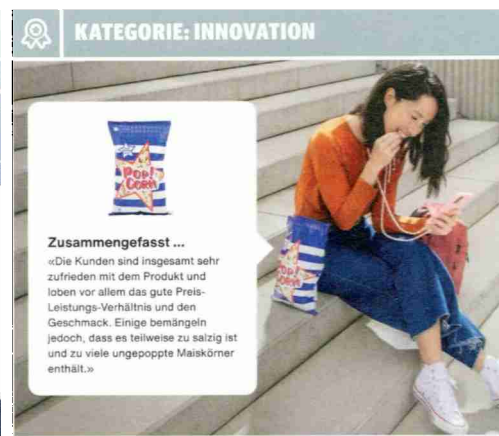 KATEGORIE: INNOVATION
POP!
CORN
Zusammengefasst ...
«Die Kunden sind insgesamt sehr
zufrieden mit dem Produkt und
loben vor allem das gute Preis-
Leistungs-Verhältnis und den
Geschmack. Einige bemängeln
jedoch, dass es teilweise zu salzig ist
und zu viele ungepoppte Maiskörner
enthält.»
POP!
CORN